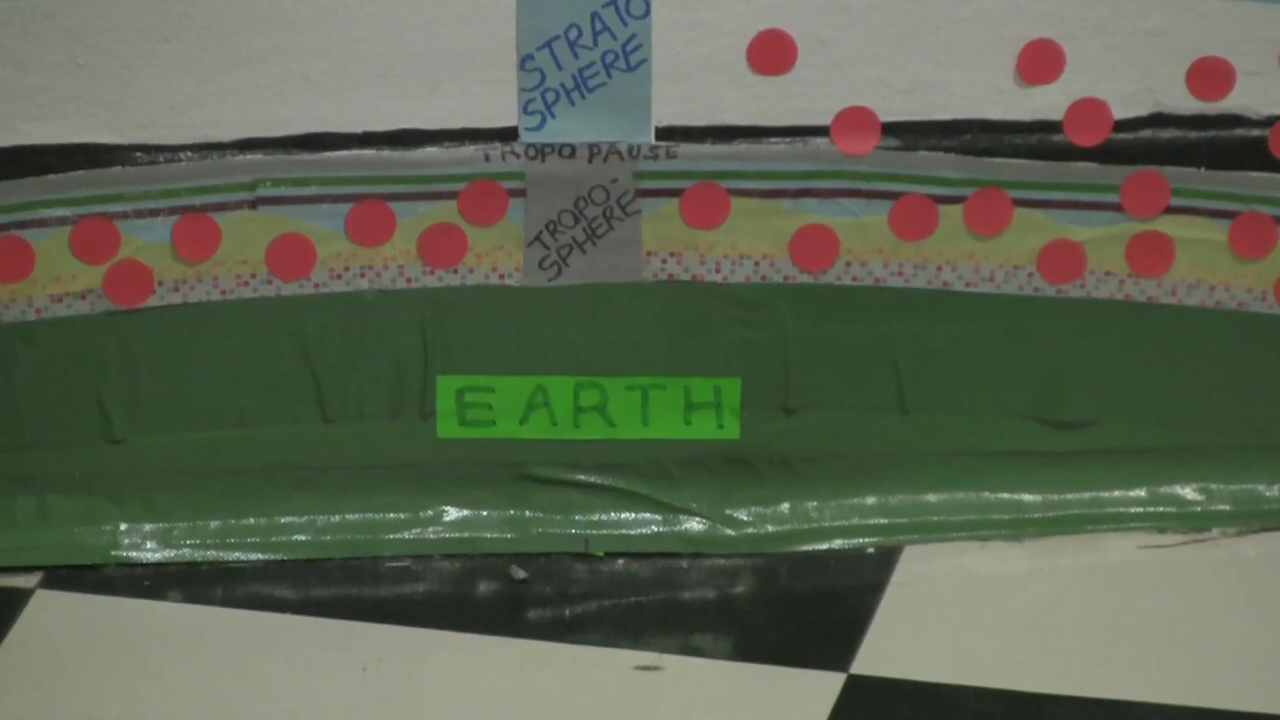 STRATO
SPHERE
TROPO PAUSE
TROPO-
SPHERE
EARTH